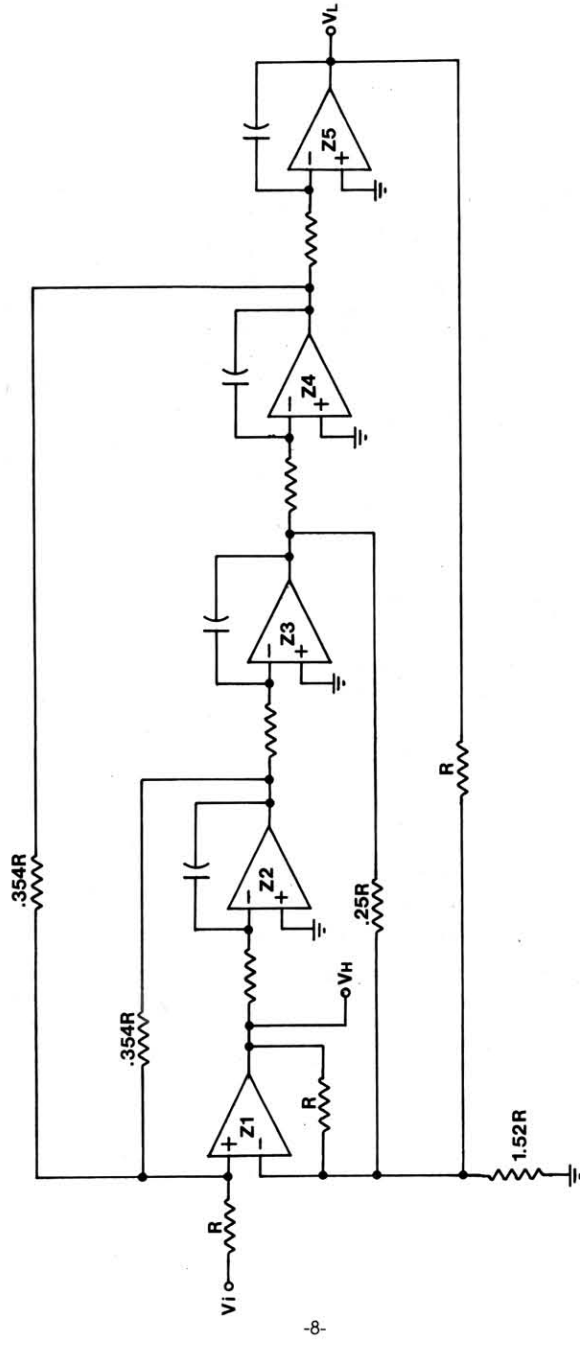 .354R
.354R
Vi
R
+
−
Z1
R
VH
−
+
Z2
−
+
Z3
.25R
−
+
Z4
R
−
+
Z5
VL
1.52R
-8-